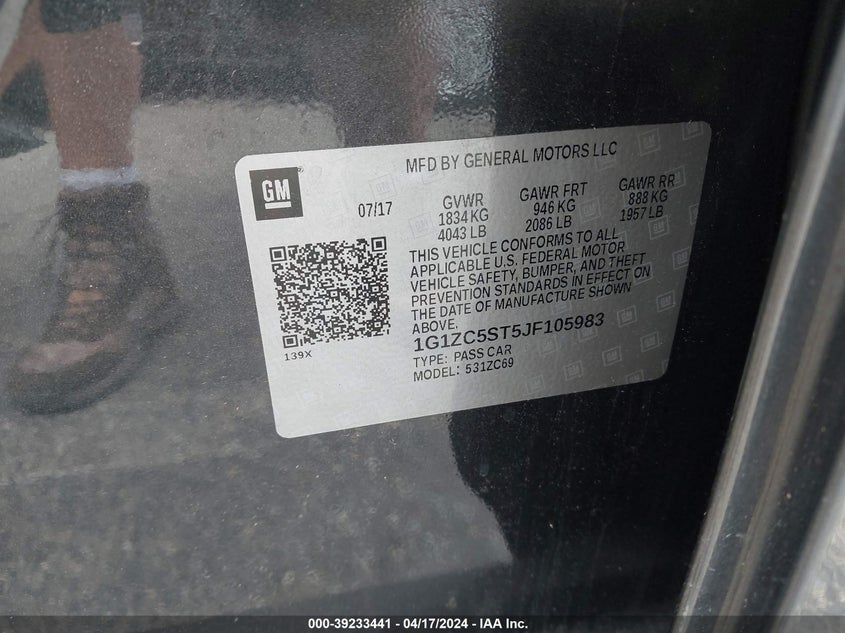 MFD BY GENERAL MOTORS LLC
GM
07/17
GVWR
1834 KG
4043 LB
GAWR FRT
946 KG
2086 LB
GAWR RR
888 KG
1957 LB
THIS VEHICLE CONFORMS TO ALL
APPLICABLE U.S. FEDERAL MOTOR
VEHICLE SAFETY, BUMPER, AND THEFT
PREVENTION STANDARDS IN EFFECT ON
THE DATE OF MANUFACTURE SHOWN
ABOVE.
1G1ZC5ST5JF105983
TYPE: PASS CAR
MODEL: 531ZC69
139X
000-39233441 - 04/17/2024 - IAA Inc.